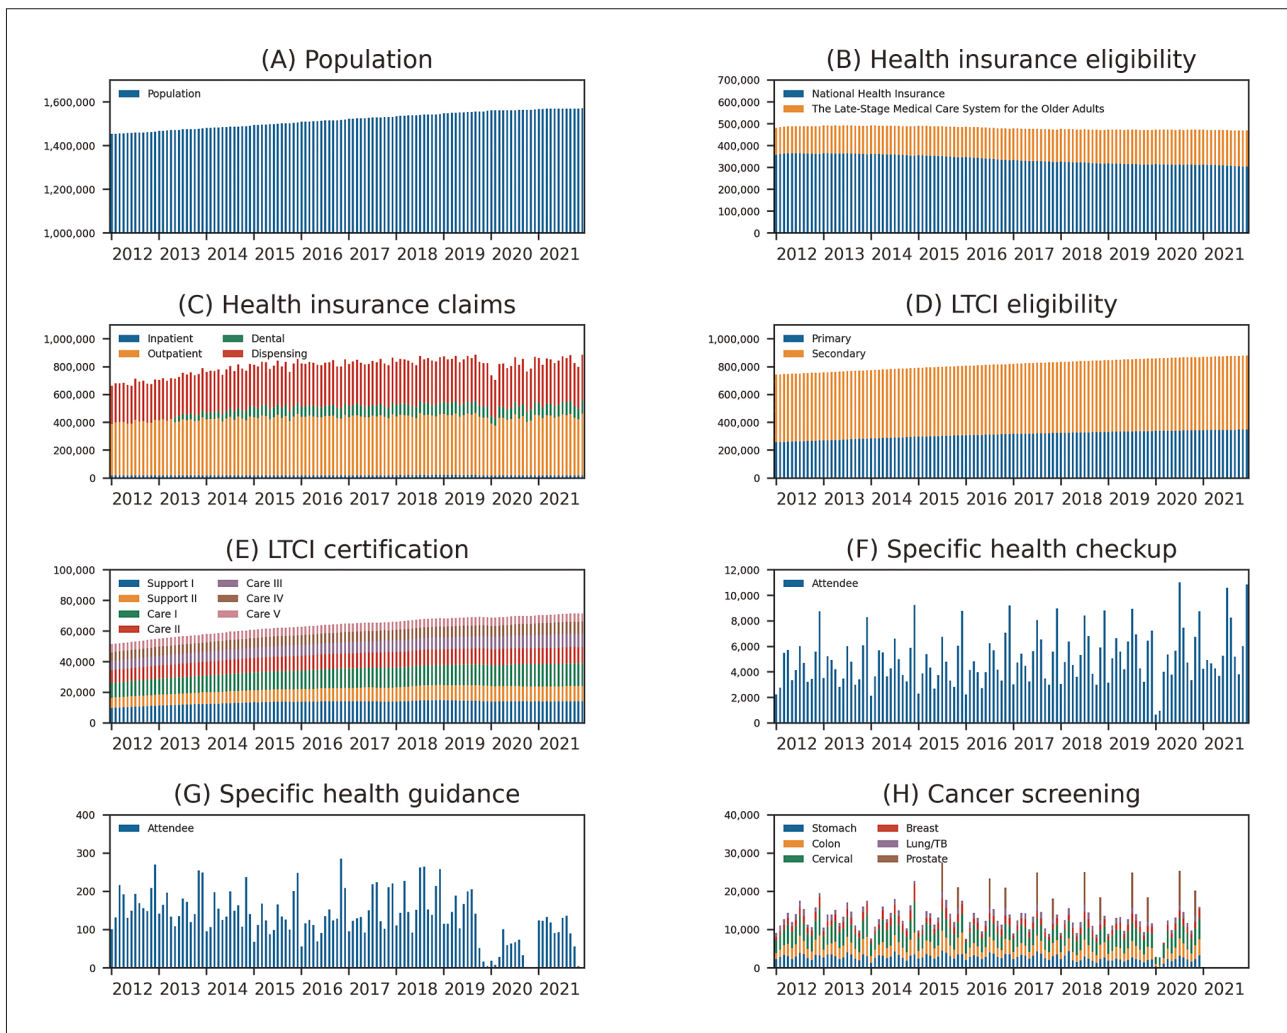 (A) Population
1,600,000
1,400,000
1,200,000
1,000,000
Population
2012 2013 2014 2015 2016 2017 2018 2019 2020 2021
(B) Health insurance eligibility
700,000
600,000
500,000
400,000
300,000
200,000
100,000
0
National Health Insurance
The Late-Stage Medical Care System for the Older Adults
2012 2013 2014 2015 2016 2017 2018 2019 2020 2021
(C) Health insurance claims
1,000,000
800,000
600,000
400,000
200,000
0
Inpatient Dental
Outpatient Dispensing
2012 2013 2014 2015 2016 2017 2018 2019 2020 2021
(D) LTCI eligibility
1,000,000
800,000
600,000
400,000
200,000
0
Primary
Secondary
2012 2013 2014 2015 2016 2017 2018 2019 2020 2021
(E) LTCI certification
100,000
80,000
60,000
40,000
20,000
0
Support I Care III
Support II Care IV
Care I Care V
Care II
2012 2013 2014 2015 2016 2017 2018 2019 2020 2021
(F) Specific health checkup
12,000
10,000
8,000
6,000
4,000
2,000
0
Attendee
2012 2013 2014 2015 2016 2017 2018 2019 2020 2021
(G) Specific health guidance
400
300
200
100
0
Attendee
2012 2013 2014 2015 2016 2017 2018 2019 2020 2021
(H) Cancer screening
40,000
30,000
20,000
10,000
0
Stomach Breast
Colon Lung/TB
Cervical Prostate
2012 2013 2014 2015 2016 2017 2018 2019 2020 2021